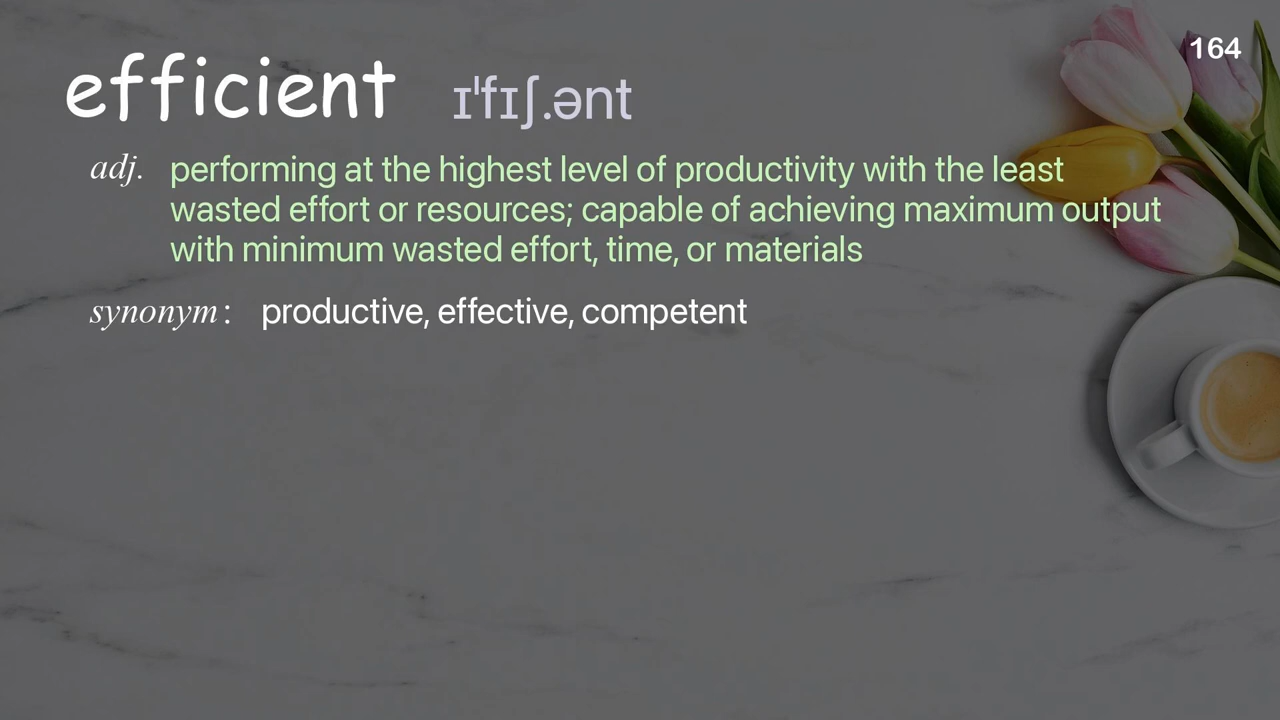 164
efficient ɪˈfɪʃ.ənt
adj. performing at the highest level of productivity with the least
wasted effort or resources; capable of achieving maximum output
with minimum wasted effort, time, or materials
synonym: productive, effective, competent